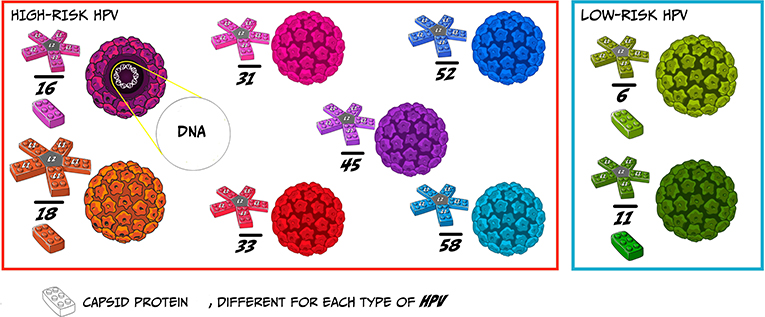 HIGH-RISK HPV
LOW-RISK HPV
16
31
52
6
DNA
45
18
33
58
11
L2
CAPSID PROTEIN , DIFFERENT FOR EACH TYPE OF HPV